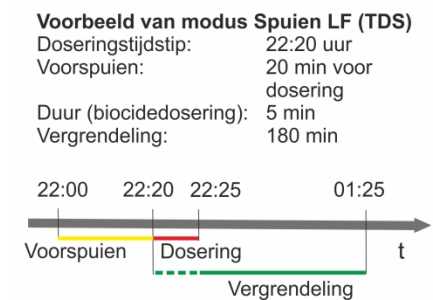 Voorbeeld van modus Spuien LF (TDS)
Doseringstijdstip: 22:20 uur
Voorspuien: 20 min voor
dosering
Duur (biocidedosering): 5 min
Vergrendeling: 180 min
22:00 22:20 22:25 01:25
Voorspuien Dosering t
Vergrendeling